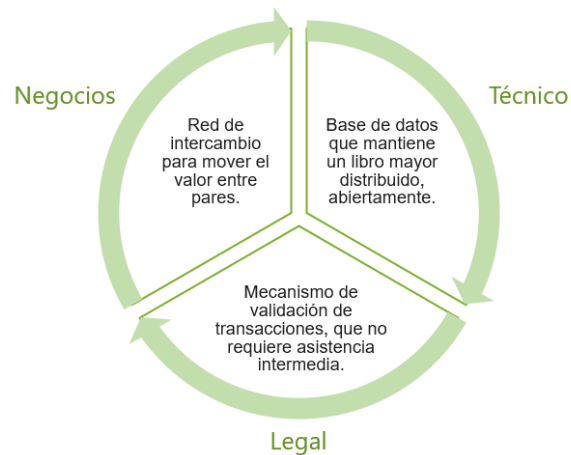 Negocios
Red de
intercambio
para mover el
valor entre
pares.
Técnico
Base de datos
que mantiene
un libro mayor
distribuido,
abiertamente.
Mecanismo de
validación de
transacciones, que no
requiere asistencia
intermedia.
Legal